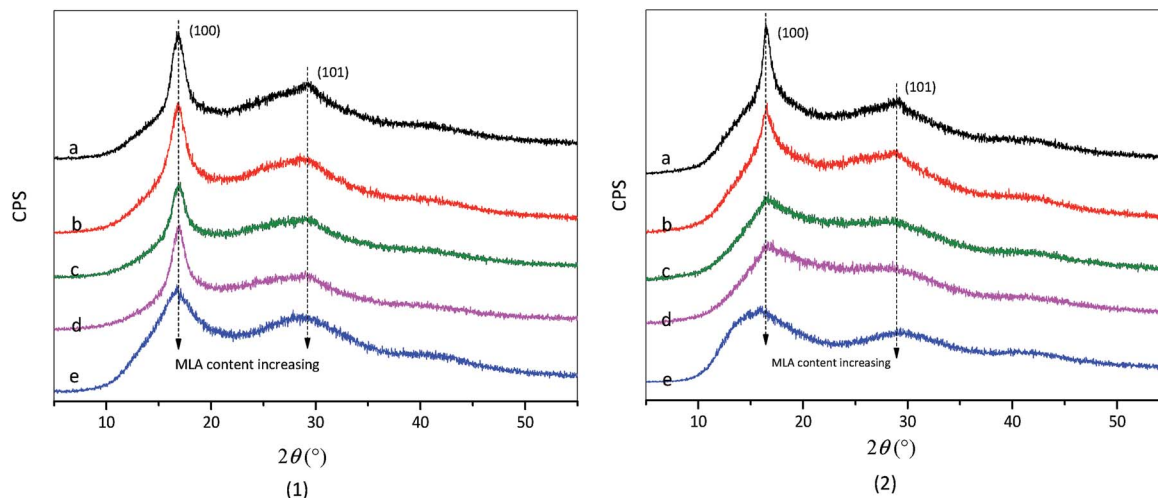 (100)
(101)
a
b
c
d
e
MLA content increasing
CPS
10 20 30 40 50
2θ(°)
(1)
(100)
(101)
a
b
c
d
e
MLA content increasing
CPS
10 20 30 40 50
2θ(°)
(2)